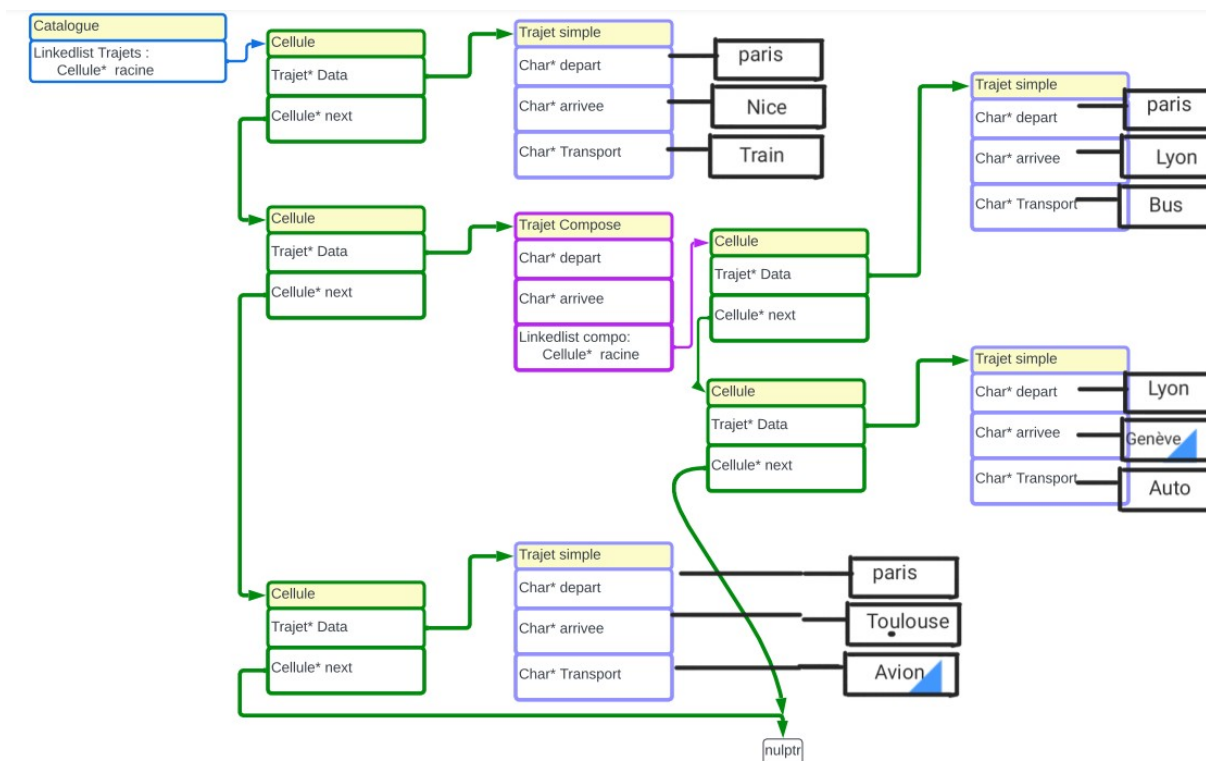 Catalogue
Linkedlist Trajets :
Cellule* racine
Cellule
Trajet* Data
Cellule* next
Trajet simple
Char* depart
paris
Char* arrivee
Nice
Char* Transport
Train
Cellule
Trajet* Data
Cellule* next
Trajet Compose
Char* depart
Char* arrivee
Linkedlist compo:
Cellule* racine
Cellule
Trajet* Data
Cellule* next
Trajet simple
Char* depart
paris
Char* arrivee
Lyon
Char* Transport
Bus
Cellule
Trajet* Data
Cellule* next
Trajet simple
Char* depart
Lyon
Char* arrivee
Genève
Char* Transport
Auto
Cellule
Trajet* Data
Cellule* next
Trajet simple
Char* depart
paris
Char* arrivee
Toulouse
Char* Transport
Avion
nulptr